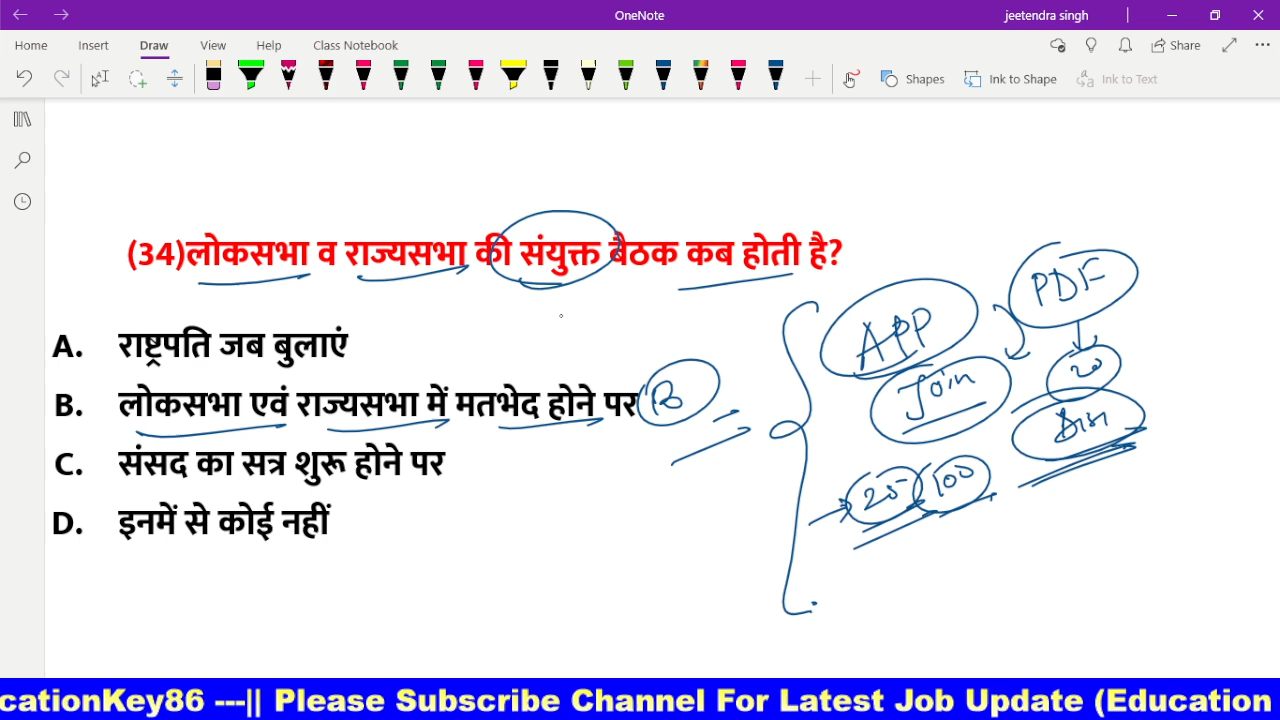 OneNote
jeetendra singh
Home Insert Draw View Help Class Notebook
Share
Shapes Ink to Shape Ink to Text
(34)लोकसभा व राज्यसभा की संयुक्त बैठक कब होती है?
A. राष्ट्रपति जब बुलाएं
B. लोकसभा एवं राज्यसभा में मतभेद होने पर
C. संसद का सत्र शुरू होने पर
D. इनमें से कोई नहीं
B
APP
PDF
Join
20
25 100
cationKey86 ---|| Please Subscribe Channel For Latest Job Update (Education